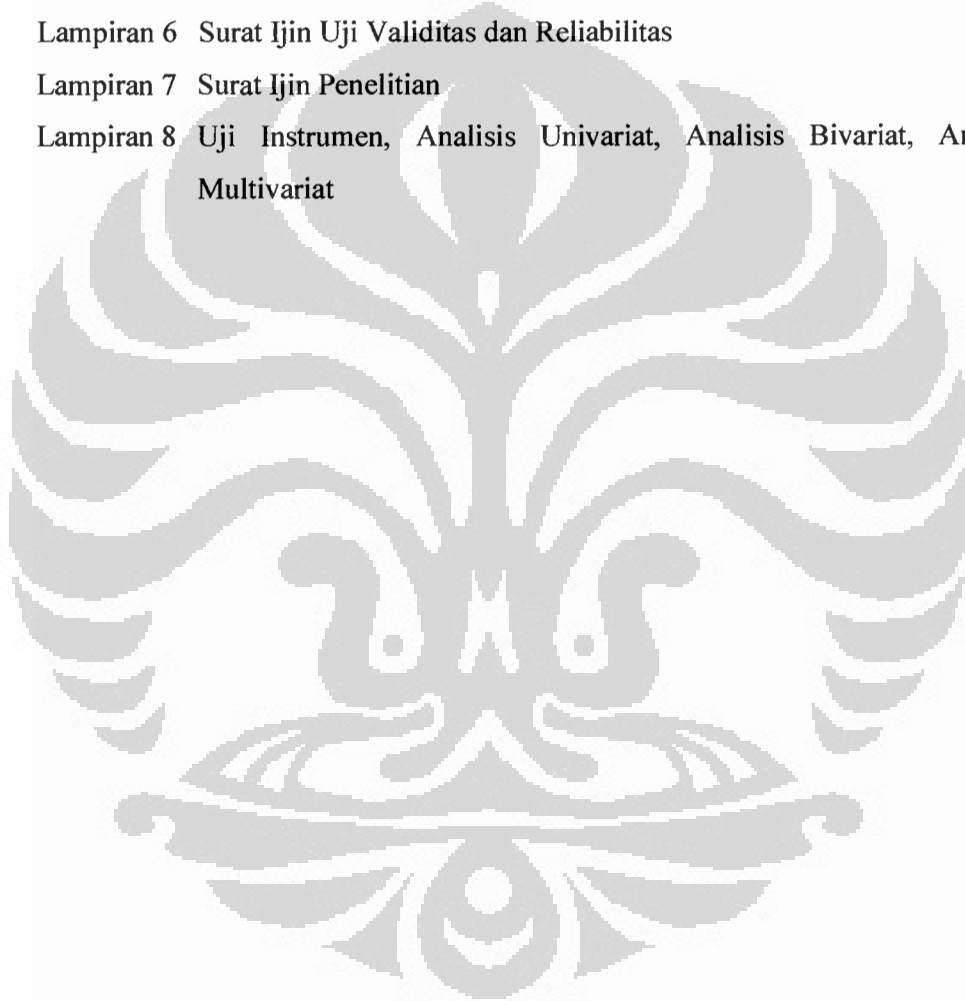 Lampiran 6 Surat Ijin Uji Validitas dan Reliabilitas
Lampiran 7 Surat Ijin Penelitian
Lampiran 8 Uji Instrumen, Analisis Univariat, Analisis Bivariat,
Multivariat